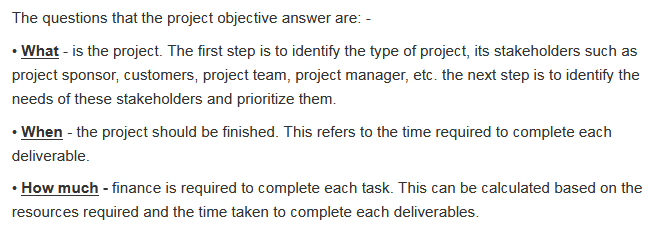 The questions that the project objective answer are: -
• What - is the project. The first step is to identify the type of project, its stakeholders such as
project sponsor, customers, project team, project manager, etc. the next step is to identify the
needs of these stakeholders and prioritize them.
• When - the project should be finished. This refers to the time required to complete each
deliverable.
• How much - finance is required to complete each task. This can be calculated based on the
resources required and the time taken to complete each deliverables.